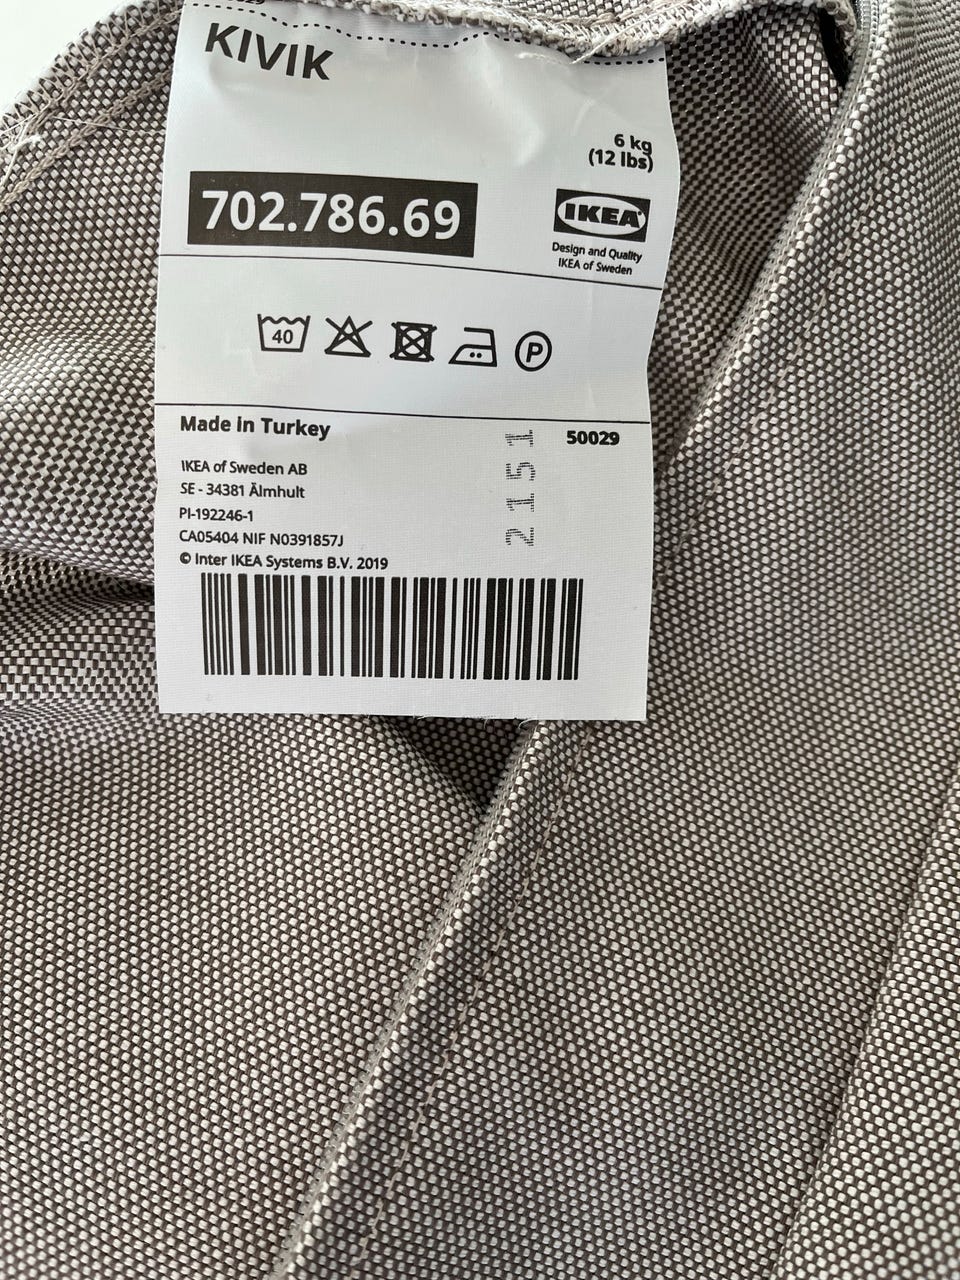 KIVIK
6 kg
(12 lbs)
702.786.69
IKEA
Design and Quality
IKEA of Sweden
40
P
Made in Turkey
50029
2151
IKEA of Sweden AB
SE - 34381 Älmhult
PI-192246-1
CA05404 NIF N0391857J
© Inter IKEA Systems B.V. 2019